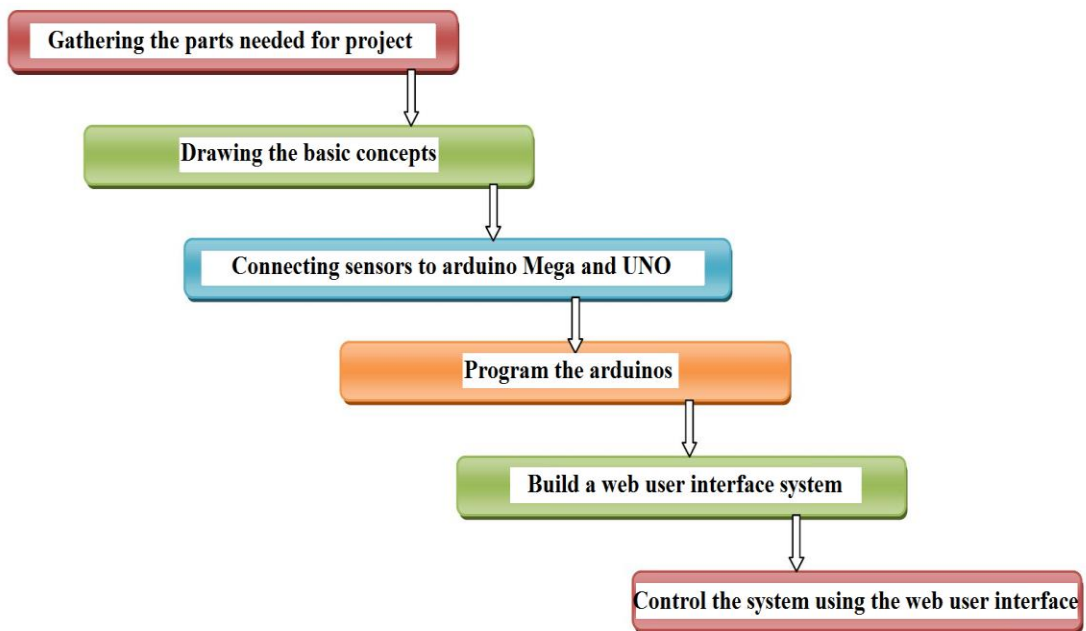 Gathering the parts needed for project
Drawing the basic concepts
Connecting sensors to arduino Mega and UNO
Program the arduinos
Build a web user interface system
Control the system using the web user interface